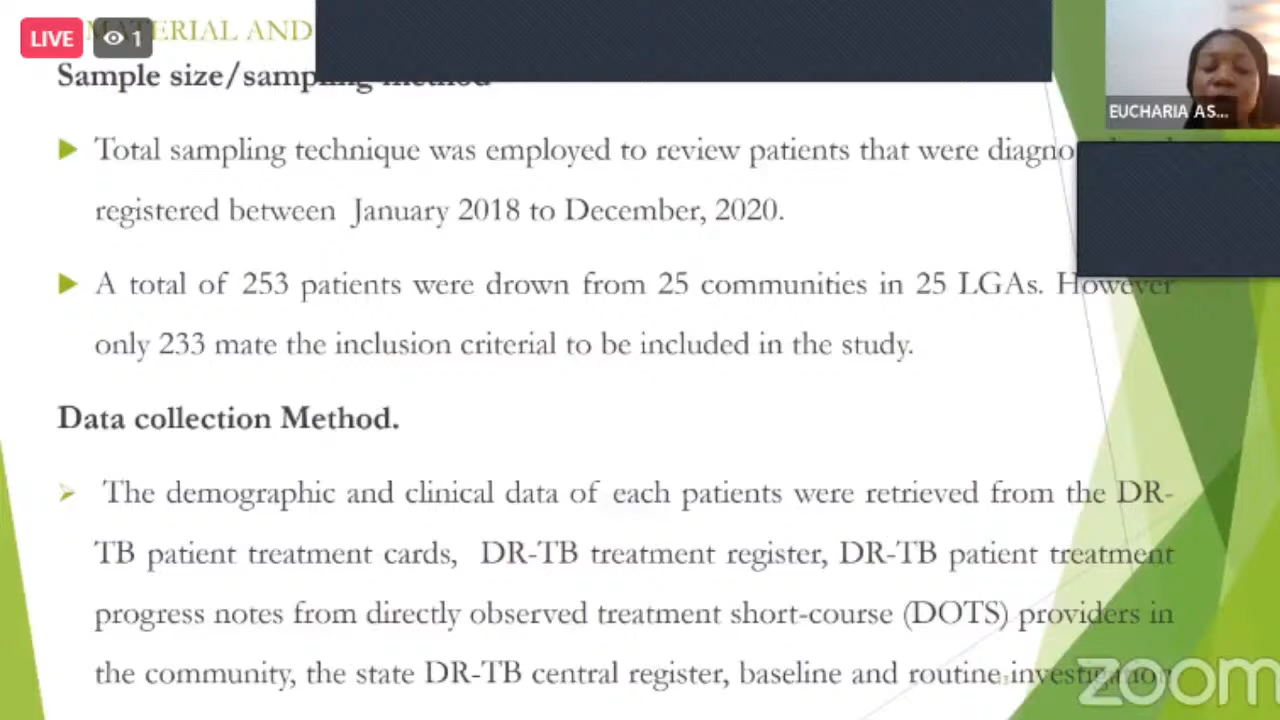 LIVE 1
MATERIAL AND
Sample size/sampling method
EUCHARIA AS...
Total sampling technique was employed to review patients that were
registered between January 2018 to December, 2020.
A total of 253 patients were drown from 25 communities in 25 LGAs. However
only 233 mate the inclusion criterial to be included in the study.
Data collection Method.
The demographic and clinical data of each patients were retrieved from the DR-
TB patient treatment cards, DR-TB treatment register, DR-TB patient treatment
progress notes from directly observed treatment short-course (DOTS) providers in
the community, the state DR-TB central register, baseline and routine investigation
zoom